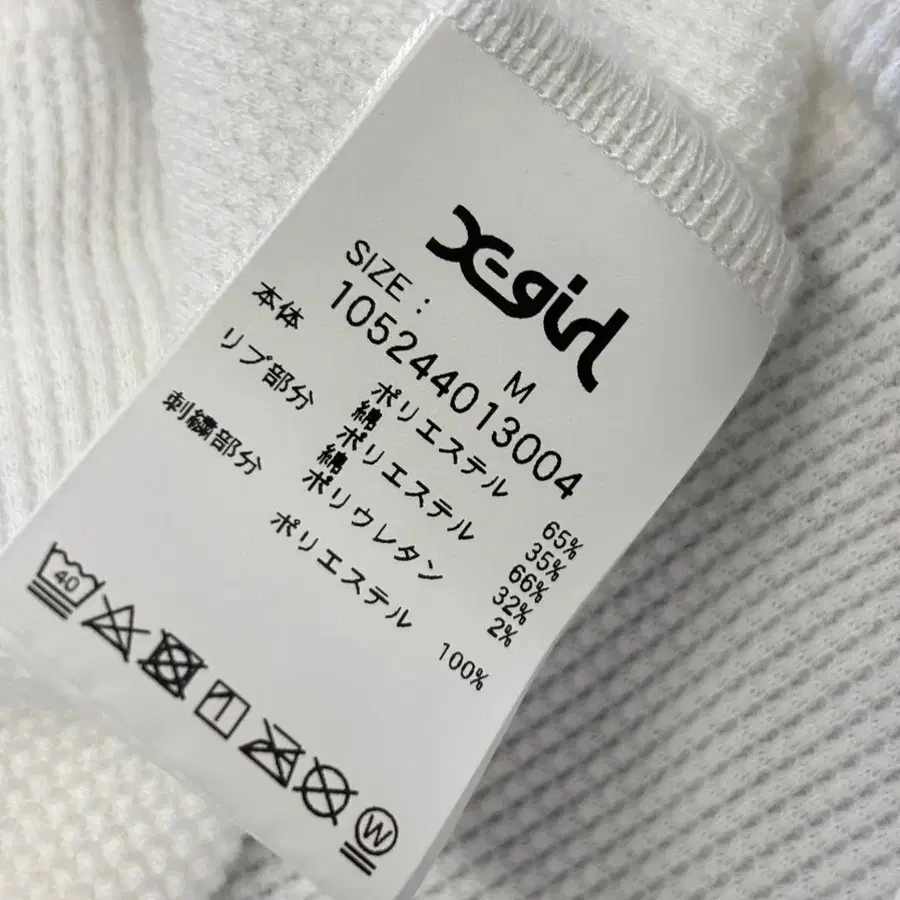 X-girl
SIZE : M
105244013004
本体 ポリエステル 65%
綿 35%
リブ部分 ポリエステル 66%
綿 32%
ポリウレタン 2%
刺繍部分 ポリエステル 100%
40
W